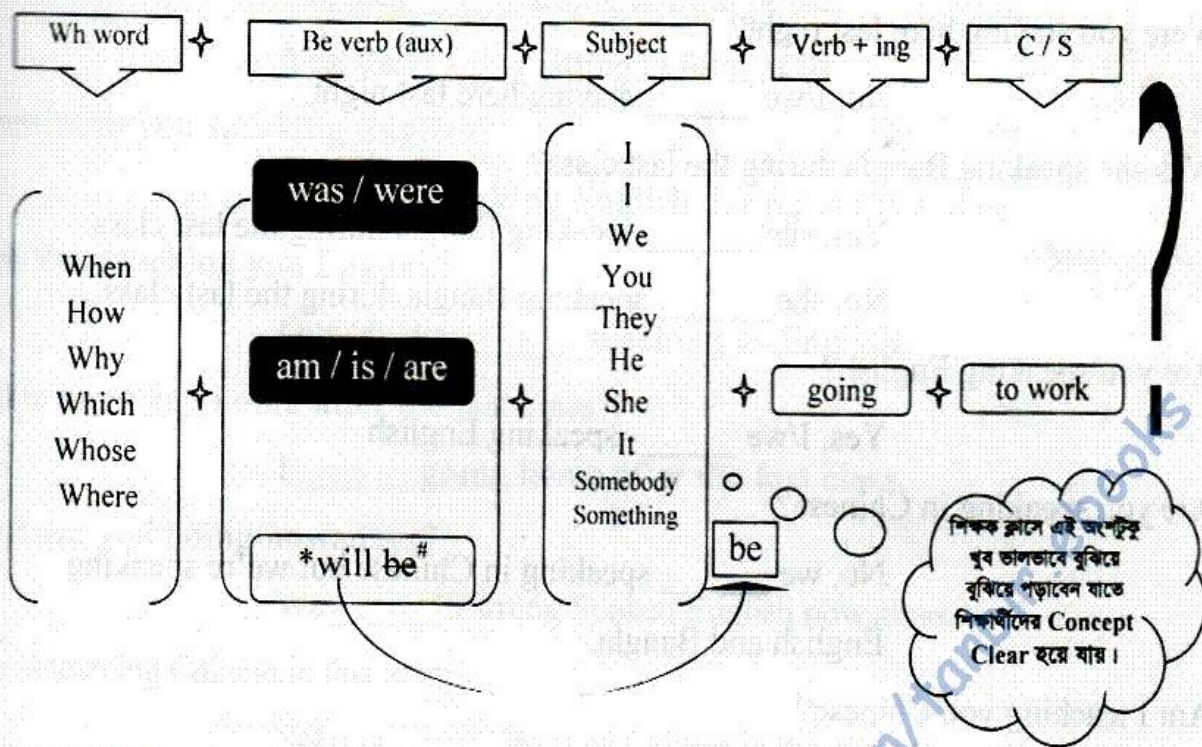 Wh word
Be verb (aux)
Subject
Verb + ing
C / S
When
How
Why
Which
Whose
Where
was / were
am / is / are
*will be#
I
I
We
You
They
He
She
It
Somebody
Something
be
going
to work
?
শিক্ষক ক্লাসে এই অংশটুকু
খুব ভালভাবে বুঝিয়ে
বুঝিয়ে পড়াবেন যাতে
শিক্ষার্থীদের Concept
Clear হয়ে যায়।
/tanbir.ebooks